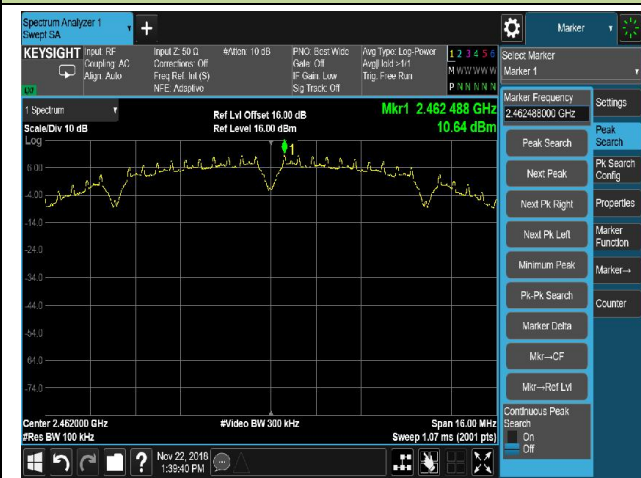 Spectrum Analyzer 1
Swept SA
+
Marker
KEYSIGHT
Input: RF
Coupling: AC
Align: Auto
Input Z: 50 Ω
Corrections: Off
Freq Ref: Int (S)
NFE: Adaptive
#Atten: 10 dB
PNO: Best Wide
Gate: Off
IF Gain: Low
Sig Track: Off
Avg Type: Log-Power
Avg|Hold >1/1
Trig: Free Run
1 2 3 4 5 6
M W W W W W
P N N N N N
LXI
Select Marker
Marker 1
1 Spectrum
Scale/Div 10 dB
Log
Ref Lvl Offset 16.00 dB
Ref Level 16.00 dBm
Mkr1 2.462 488 GHz
10.64 dBm
1
6.00
-4.00
-14.0
-24.0
-34.0
-44.0
-54.0
-64.0
-74.0
Center 2.462000 GHz
#Res BW 100 kHz
#Video BW 300 kHz
Span 16.00 MHz
Sweep 1.07 ms (2001 pts)
Marker Frequency
2.462488000 GHz
Peak Search
Next Peak
Next Pk Right
Next Pk Left
Minimum Peak
Pk-Pk Search
Marker Delta
Mkr→CF
Mkr→Ref Lvl
Continuous Peak
Search
On
Off
Settings
Peak
Search
Pk Search
Config
Properties
Marker
Function
Marker→
Counter
?
Nov 22, 2018
1:39:40 PM